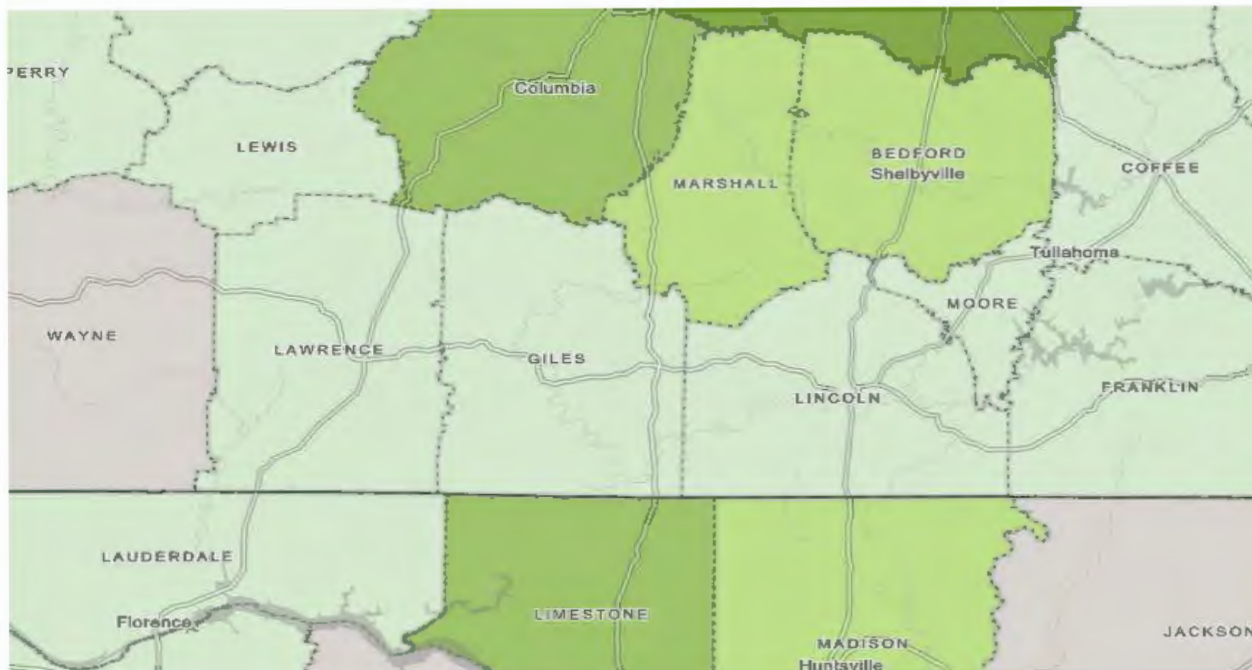 PERRY
Columbia
LEWIS
BEDFORD
Shelbyville
COFFEE
MARSHALL
Tullahoma
MOORE
WAYNE
LAWRENCE
GILES
LINCOLN
FRANKLIN
LAUDERDALE
LIMESTONE
Florence
JACKSON
MADISON
Huntsville